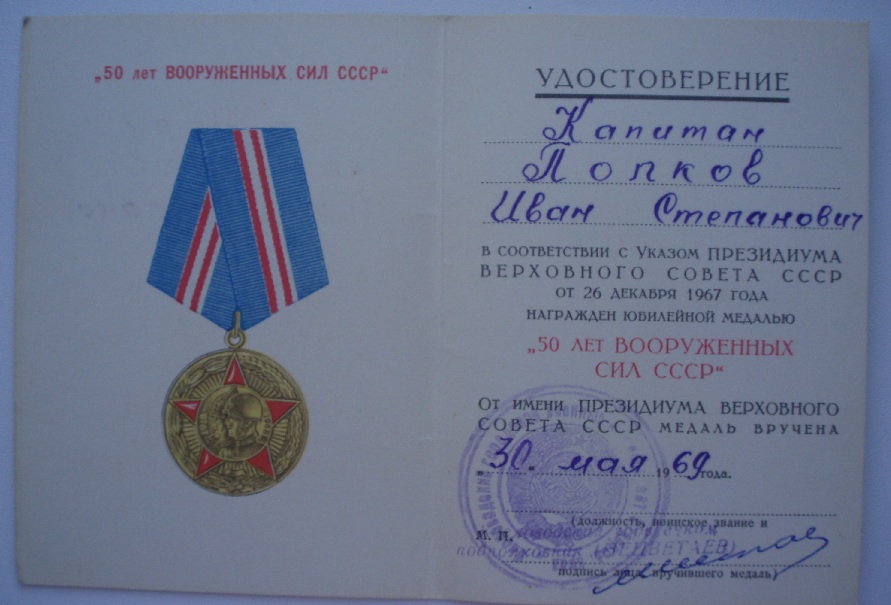 „50 лет ВООРУЖЕННЫХ СИЛ СССР“
УДОСТОВЕРЕНИЕ
Капитан
Попков
Иван Степанович
В СООТВЕТСТВИИ С УКАЗОМ ПРЕЗИДИУМА
ВЕРХОВНОГО СОВЕТА СССР
ОТ 26 ДЕКАБРЯ 1967 ГОДА
НАГРАЖДЕН ЮБИЛЕЙНОЙ МЕДАЛЬЮ
„50 ЛЕТ ВООРУЖЕННЫХ
СИЛ СССР“
ОТ ИМЕНИ ПРЕЗИДИУМА ВЕРХОВНОГО
СОВЕТА СССР МЕДАЛЬ ВРУЧЕНА
„30“ мая 1969 года.
(должность, воинское звание и
М. П.
подполковник
подпись лица, вручившего медаль)